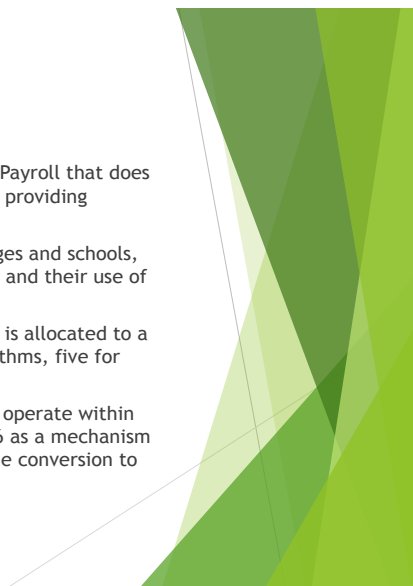 Payroll that does
providing
ges and schools,
and their use of
is allocated to a
thms, five for
operate within
6 as a mechanism
e conversion to